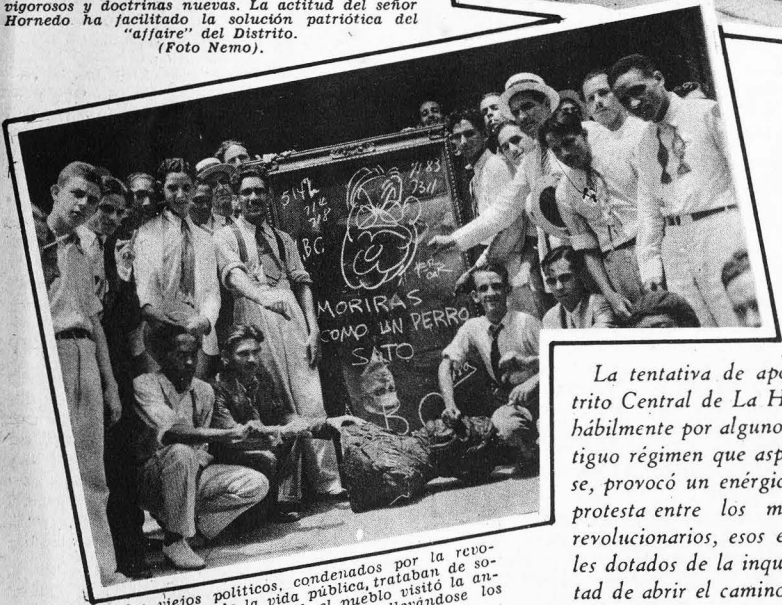 vigorosos y doctrinas nuevas. La actitud del señor
Hornedo ha facilitado la solución patriótica del
"affaire" del Distrito.
(Foto Nemo).
7183
7311
ABC
MORIRAS
COMO UN PERRO
SATO
A B C
viejos políticos, condenados por la revo-
la vida pública, trataban de so-
el pueblo visitó la an-
llevándose los
La tentativa de apo
trito Central de La H
hábilmente por alguno
tiguo régimen que asp
se, provocó un enérgic
protesta entre los m
revolucionarios, esos e
les dotados de la inqu
tad de abrir el camin